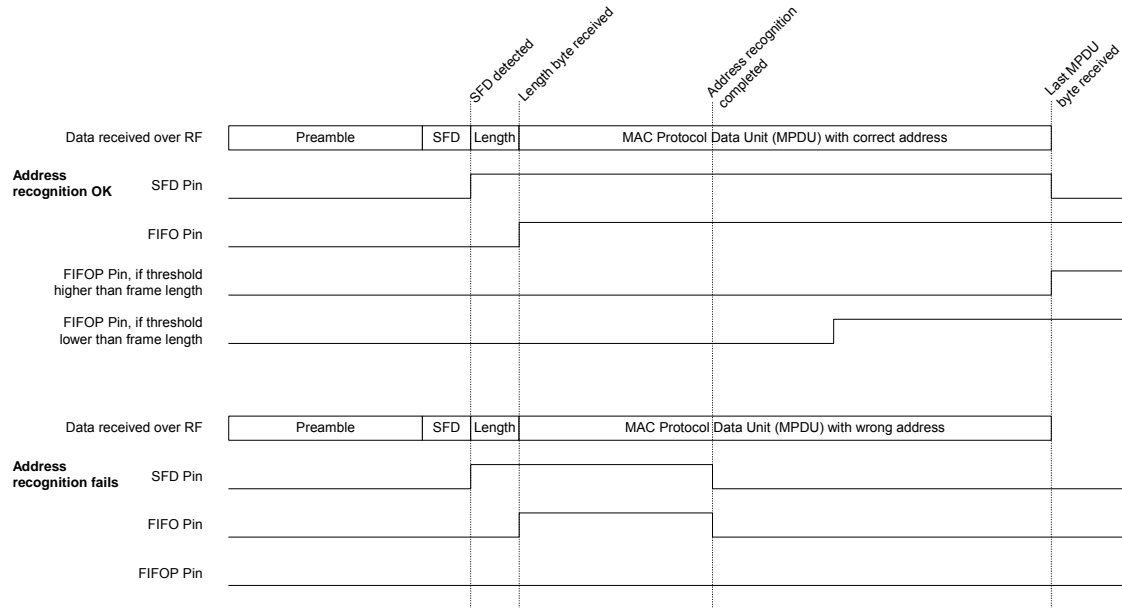 SFD detected
Length byte received
Address recognition
completed
Last MPDU
byte received
Data received over RF
Preamble
SFD
Length
MAC Protocol Data Unit (MPDU) with correct address
Address
recognition OK
SFD Pin
FIFO Pin
FIFOP Pin, if threshold
higher than frame length
FIFOP Pin, if threshold
lower than frame length
Data received over RF
Preamble
SFD
Length
MAC Protocol Data Unit (MPDU) with wrong address
Address
recognition fails
SFD Pin
FIFO Pin
FIFOP Pin